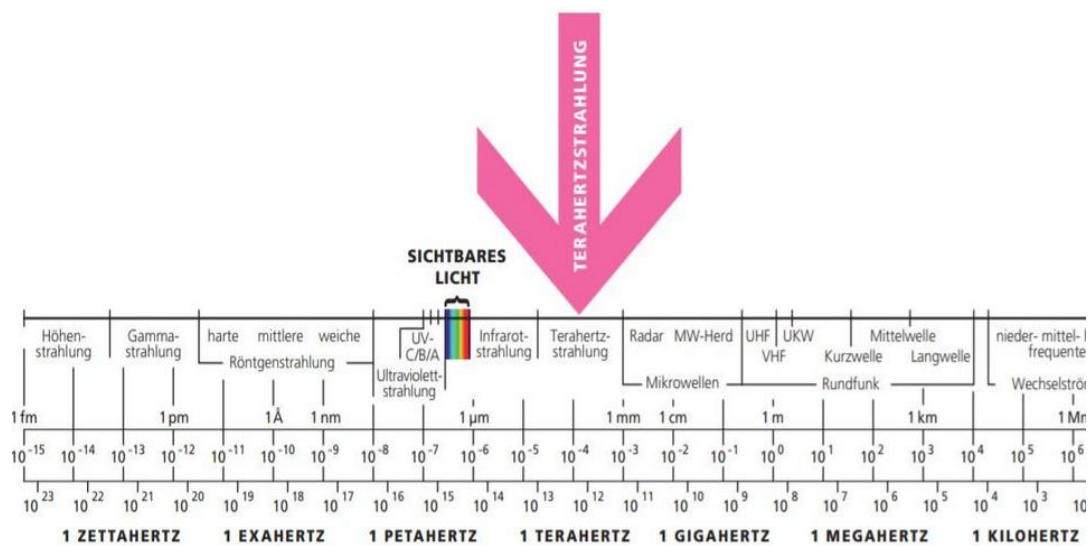 TERAHERTZSTRAHLUNG
SICHTBARES
LICHT
Höhen-
strahlung
Gamma-
strahlung
harte mittlere weiche
Röntgenstrahlung
UV-
C/B/A
Ultraviolett-
strahlung
Infrarot-
strahlung
Terahertz-
strahlung
Radar MW-Herd
Mikrowellen
UHF UKW
VHF
Mittelwelle
Kurzwelle Langwelle
Rundfunk
nieder- mittel-
frequente
Wechselström
1 fm 1 pm 1 Å 1 nm 1 µm 1 mm 1 cm 1 m 1 km 1 Mm
10⁻¹⁵ 10⁻¹⁴ 10⁻¹³ 10⁻¹² 10⁻¹¹ 10⁻¹⁰ 10⁻⁹ 10⁻⁸ 10⁻⁷ 10⁻⁶ 10⁻⁵ 10⁻⁴ 10⁻³ 10⁻² 10⁻¹ 10⁰ 10¹ 10² 10³ 10⁴ 10⁵ 10⁶
10²³ 10²² 10²¹ 10²⁰ 10¹⁹ 10¹⁸ 10¹⁷ 10¹⁶ 10¹⁵ 10¹⁴ 10¹³ 10¹² 10¹¹ 10¹⁰ 10⁹ 10⁸ 10⁷ 10⁶ 10⁵ 10⁴ 10³
1 ZETTAHERTZ 1 EXAHERTZ 1 PETAHERTZ 1 TERAHERTZ 1 GIGAHERTZ 1 MEGAHERTZ 1 KILOHERTZ